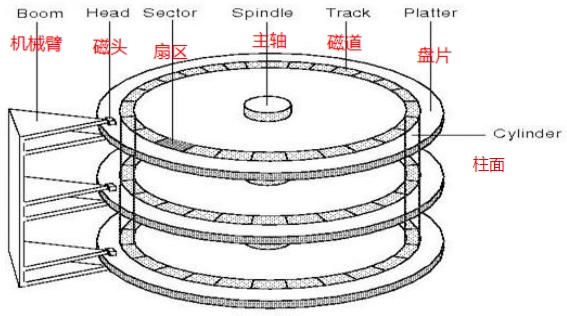 Boom Head Sector Spindle Track Platter
机械臂 磁头 扇区 主轴 磁道 盘片
Cylinder
柱面